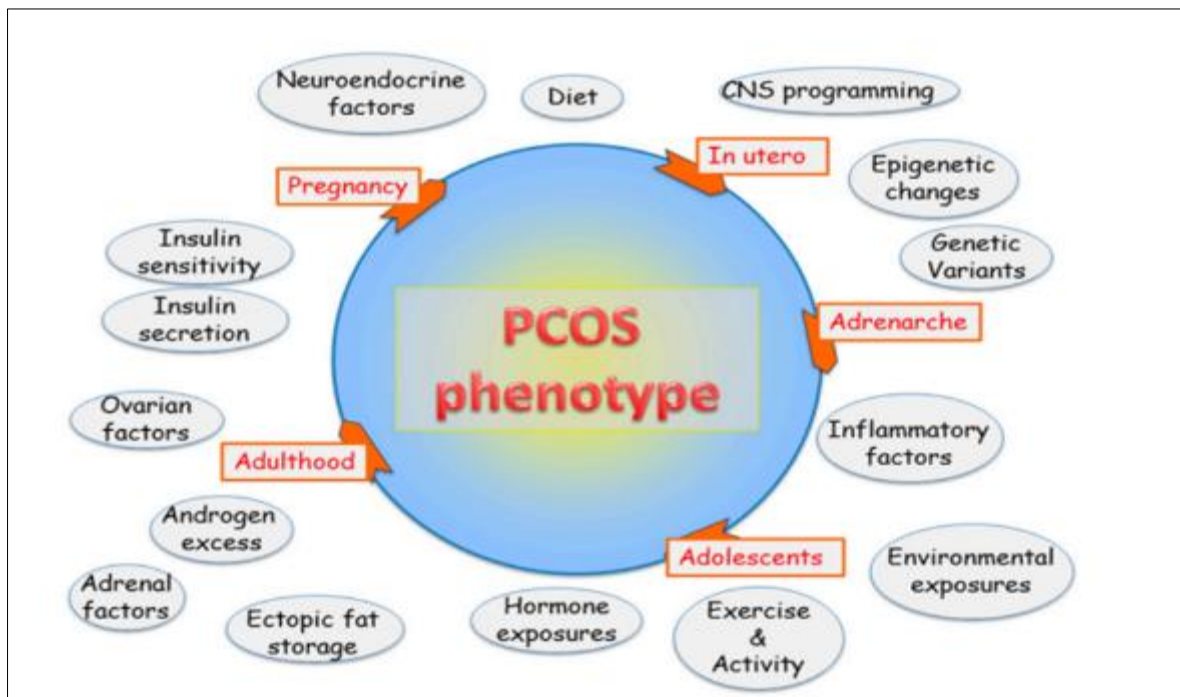 Neuroendocrine
factors
Diet
CNS programming
In utero
Epigenetic
changes
Pregnancy
Insulin
sensitivity
Genetic
Variants
Insulin
secretion
PCOS
phenotype
Adrenarche
Ovarian
factors
Inflammatory
factors
Adulthood
Androgen
excess
Adolescents
Environmental
exposures
Adrenal
factors
Ectopic fat
storage
Hormone
exposures
Exercise
&
Activity